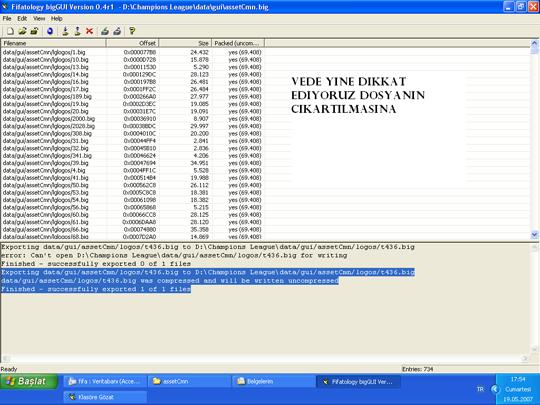 Fifatology bigGUI Version 0.4r1 - D:\Champions League\data\gui\assetCmn.big
File Edit View Help
Filename Offset Size Packed (uncom...
data/gui/assetCmn/lglogos/1.big 0x000077B8 24.432 yes (69.408)
data/gui/assetCmn/lglogos/10.big 0x0000D728 15.878 yes (69.408)
data/gui/assetCmn/lglogos/13.big 0x00011530 5.290 yes (69.408)
data/gui/assetCmn/lglogos/14.big 0x000129DC 28.123 yes (69.408)
data/gui/assetCmn/lglogos/16.big 0x000197B8 26.481 yes (69.408)
data/gui/assetCmn/lglogos/17.big 0x0001FF2C 26.484 yes (69.408)
data/gui/assetCmn/lglogos/189.big 0x000266A0 27.977 yes (69.408)
data/gui/assetCmn/lglogos/19.big 0x0002D3EC 19.085 yes (69.408)
data/gui/assetCmn/lglogos/20.big 0x00031E7C 19.091 yes (69.408)
data/gui/assetCmn/lglogos/2000.big 0x00036910 8.907 yes (69.408)
data/gui/assetCmn/lglogos/2028.big 0x00038BDC 29.997 yes (69.408)
data/gui/assetCmn/lglogos/308.big 0x0004010C 20.200 yes (69.408)
data/gui/assetCmn/lglogos/31.big 0x00044FF4 2.841 yes (69.408)
data/gui/assetCmn/lglogos/32.big 0x00045B10 2.836 yes (69.408)
data/gui/assetCmn/lglogos/341.big 0x00046624 4.206 yes (69.408)
data/gui/assetCmn/lglogos/39.big 0x00047694 34.951 yes (69.408)
data/gui/assetCmn/lglogos/4.big 0x0004FF1C 5.528 yes (69.408)
data/gui/assetCmn/lglogos/41.big 0x000514B4 19.988 yes (69.408)
data/gui/assetCmn/lglogos/50.big 0x000562C8 26.112 yes (69.408)
data/gui/assetCmn/lglogos/53.big 0x0005C8C8 18.381 yes (69.408)
data/gui/assetCmn/lglogos/54.big 0x00061098 18.382 yes (69.408)
data/gui/assetCmn/lglogos/56.big 0x00065868 5.215 yes (69.408)
data/gui/assetCmn/lglogos/60.big 0x00066CC8 28.125 yes (69.408)
data/gui/assetCmn/lglogos/61.big 0x0006DAA8 28.120 yes (69.408)
data/gui/assetCmn/lglogos/66.big 0x00074880 35.358 yes (69.408)
data/gui/assetCmn/lglogos/68.big 0x0007D2A0 14.869 yes (69.408)
VEDE YINE DIKKAT
EDIYORUZ DOSYANIN
CIKARTILMASINA
Exporting data/gui/assetCmn/logos/t436.big to D:\Champions League\data/gui/assetCmn/logos/t436.big
error: Can't open D:\Champions League\data/gui/assetCmn/logos/t436.big for writing
Finished - successfully exported 0 of 1 files
Exporting data/gui/assetCmn/logos/t436.big to D:\Champions League\data/gui/assetCmn/logos/t436.big
data/gui/assetCmn/logos/t436.big was compressed and will be written uncompressed
Finished - successfully exported 1 of 1 files
Ready Entries: 734
Başlat fifa : Veritabanı (Acce... assetCmn Belgelerim Fifatology bigGUI Ver... TR 17:54
Klasöre Gözat Cumartesi
19.05.2007